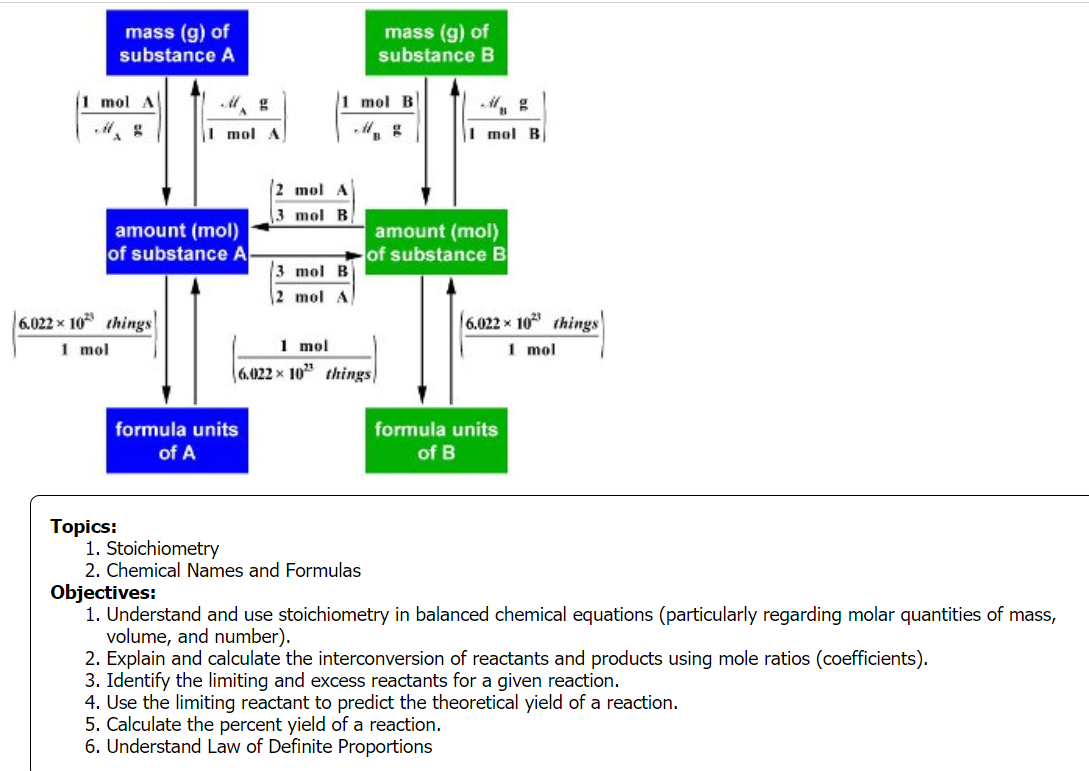 mass (g) of
substance A
mass (g) of
substance B
1 mol A
ℳA g
ℳA g
1 mol A
1 mol B
ℳB g
ℳB g
1 mol B
2 mol A
3 mol B
amount (mol)
of substance A
amount (mol)
of substance B
3 mol B
2 mol A
6.022 × 10²³ things
1 mol
1 mol
6.022 × 10²³ things
6.022 × 10²³ things
1 mol
formula units
of A
formula units
of B
Topics:
1. Stoichiometry
2. Chemical Names and Formulas
Objectives:
1. Understand and use stoichiometry in balanced chemical equations (particularly regarding molar quantities of mass,
volume, and number).
2. Explain and calculate the interconversion of reactants and products using mole ratios (coefficients).
3. Identify the limiting and excess reactants for a given reaction.
4. Use the limiting reactant to predict the theoretical yield of a reaction.
5. Calculate the percent yield of a reaction.
6. Understand Law of Definite Proportions